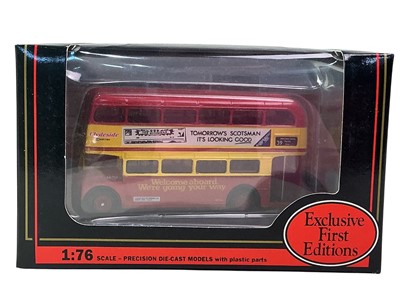 Clydeside
TOMORROW'S SCOTSMAN
IT'S LOOKING GOOD
Welcome aboard
We're going your way
Exclusive
First
Editions
1:76 SCALE – PRECISION DIE-CAST MODELS with plastic parts